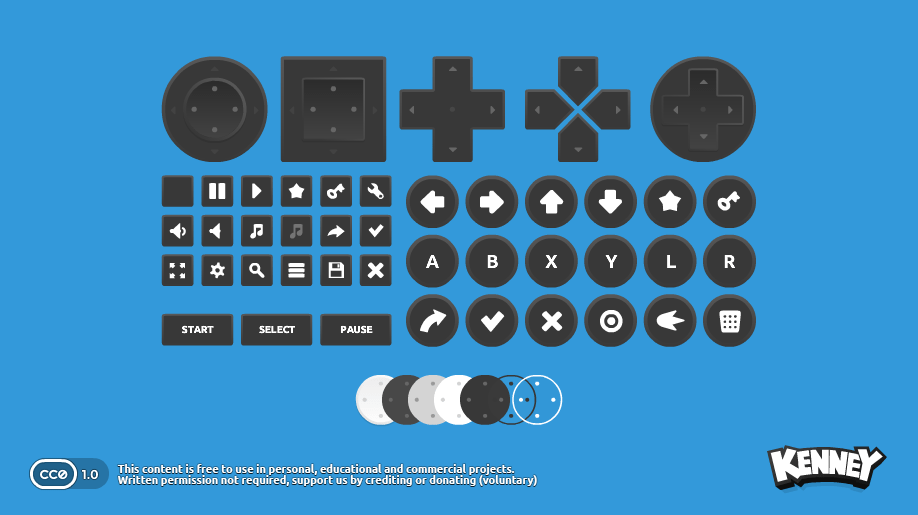 A B X Y L R
START SELECT PAUSE
CC0 1.0
This content is free to use in personal, educational and commercial projects.
Written permission not required, support us by crediting or donating (voluntary)
KENNEY